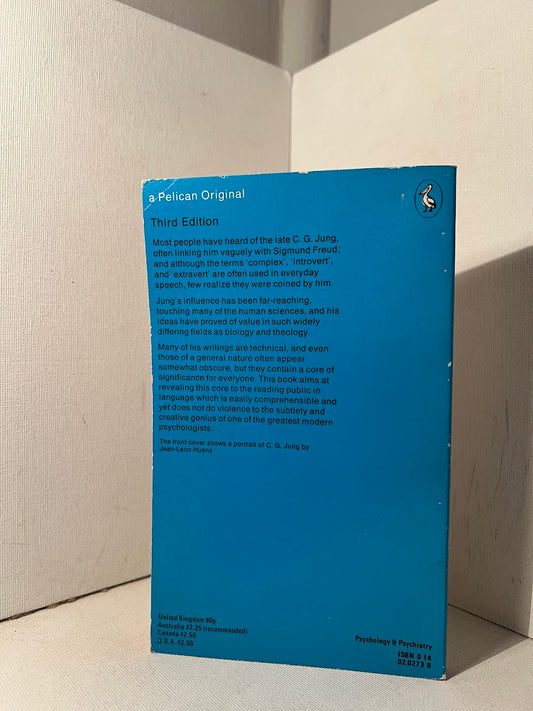 a Pelican Original
Third Edition
Most people have heard of the late C. G. Jung,
often linking him vaguely with Sigmund Freud;
and although the terms 'complex', 'introvert',
and 'extravert' are often used in everyday
speech, few realize they were coined by him.
Jung's influence has been far-reaching,
touching many of the human sciences, and his
ideas have proved of value in such widely
differing fields as biology and theology
Many of his writings are technical, and even
those of a general nature often appear
somewhat obscure, but they contain a core of
significance for everyone. This book aims at
revealing this core to the reading public in
language which is easily comprehensible and
yet does not do violence to the subtlety and
creative genius of one of the greatest modern
psychologists.
The front cover shows a portrait of C. G. Jung by
Jean-Leon Huens
United Kingdom 60p
Australia $2.25 (recommended)
Canada $2.50
U.S.A. $2.50
Psychology & Psychiatry
ISBN 0 14
02.0273 0